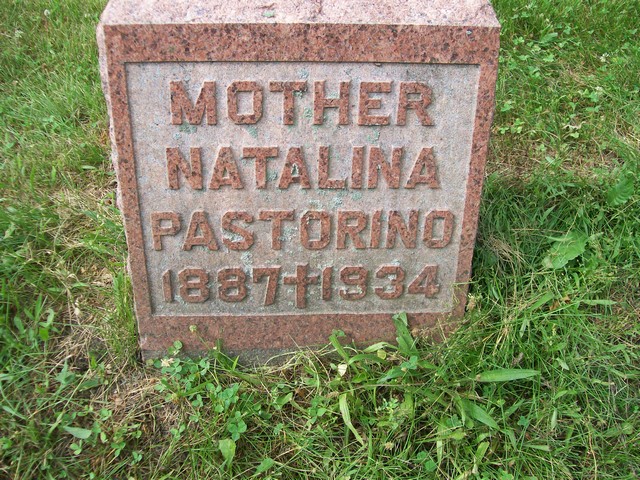 MOTHER
NATALINA
PASTORINO
1887✝1934